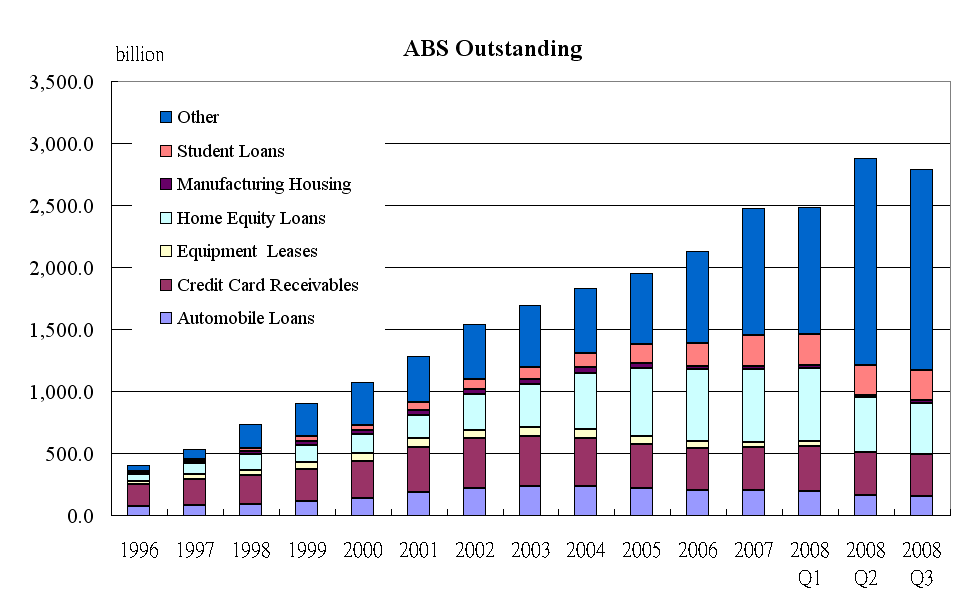 ABS Outstanding
billion
3,500.0
3,000.0
2,500.0
2,000.0
1,500.0
1,000.0
500.0
0.0
Other
Student Loans
Manufacturing Housing
Home Equity Loans
Equipment Leases
Credit Card Receivables
Automobile Loans
1996 1997 1998 1999 2000 2001 2002 2003 2004 2005 2006 2007 2008 2008 2008
Q1 Q2 Q3